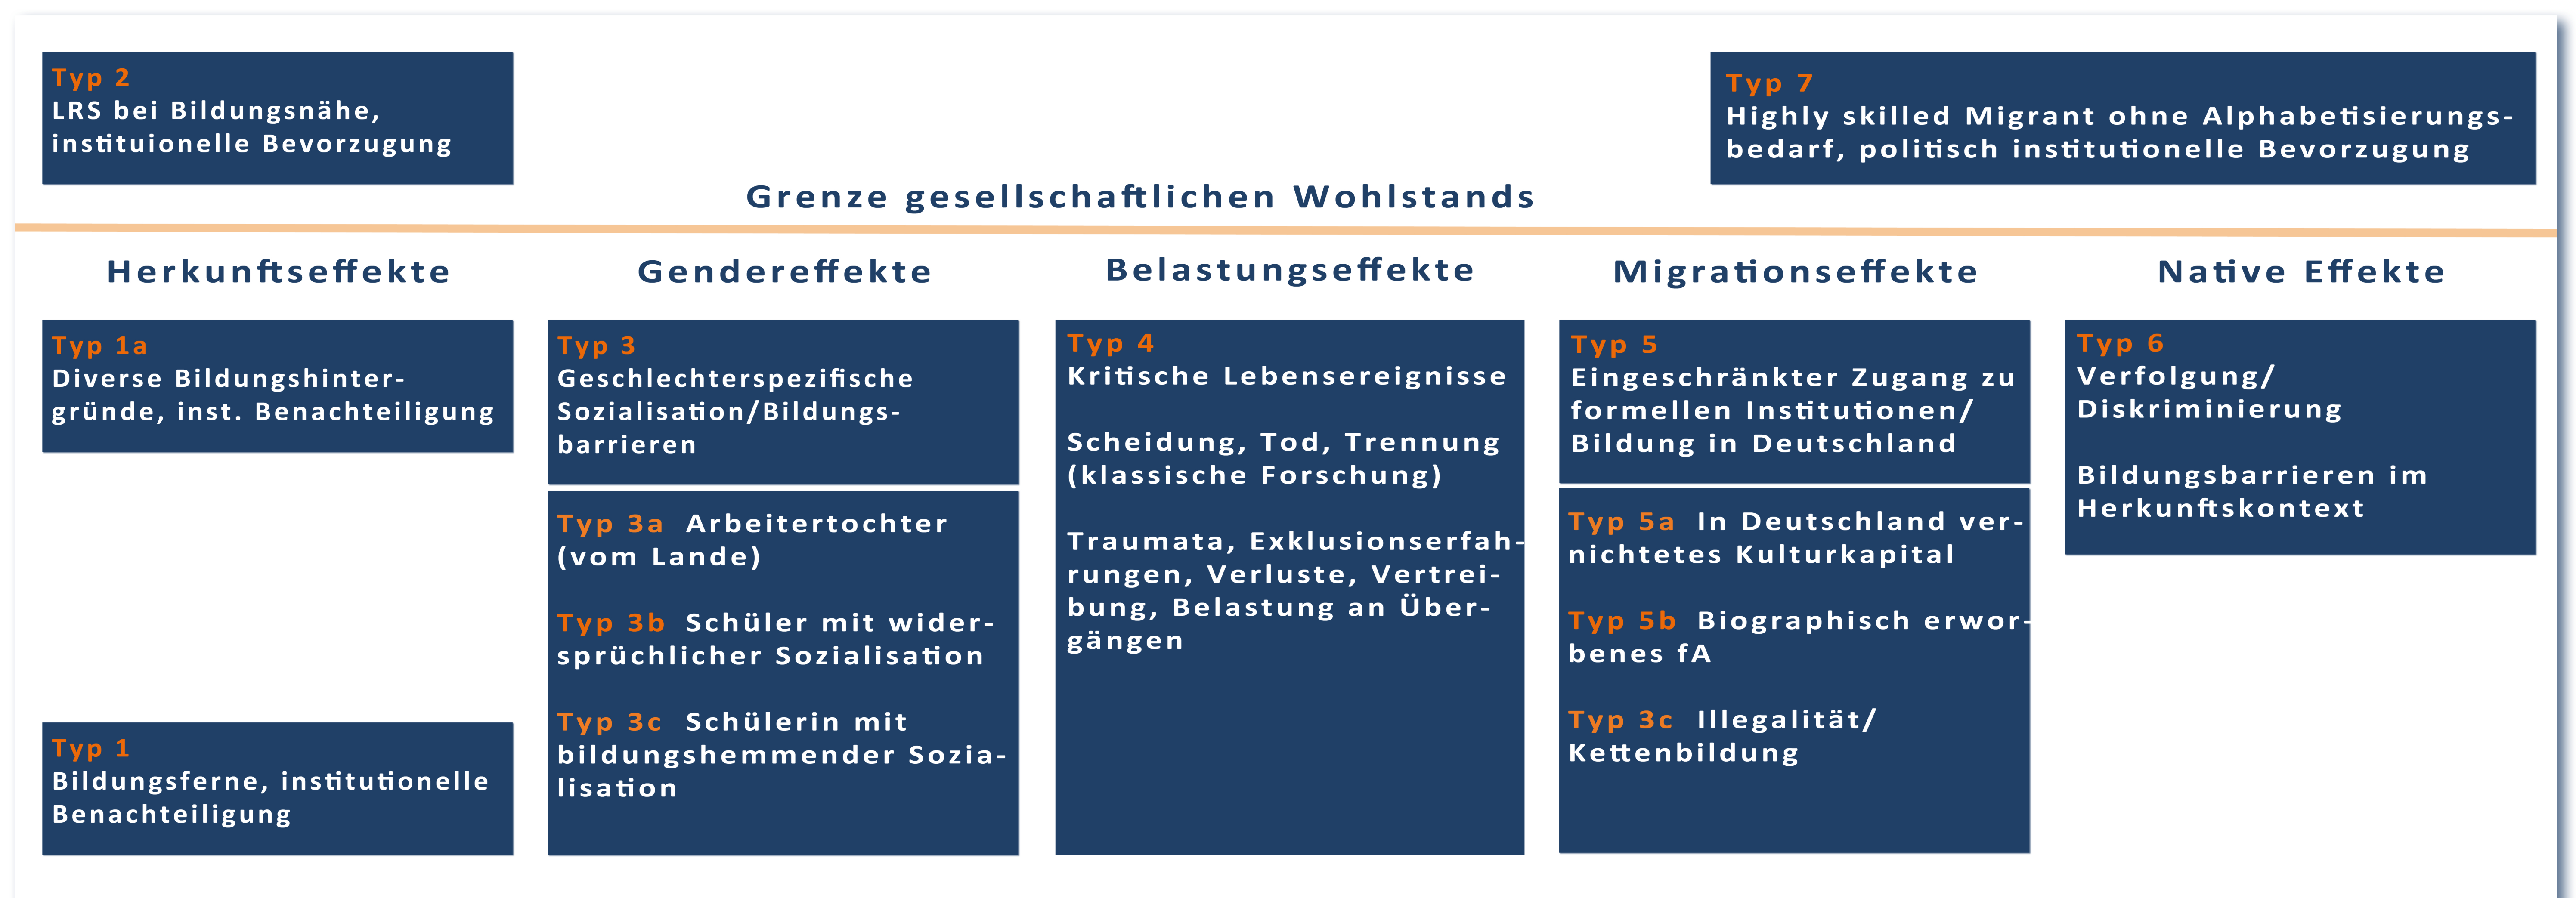 Typ 2
LRS bei Bildungsnähe,
instituionelle Bevorzugung
Typ 7
Highly skilled Migrant ohne Alphabetisierungs-
bedarf, politisch institutionelle Bevorzugung
Grenze gesellschaftlichen Wohlstands
Herkunftseffekte
Typ 1a
Diverse Bildungshinter-
gründe, inst. Benachteiligung
Typ 1
Bildungsferne, institutionelle
Benachteiligung
Gendereffekte
Typ 3
Geschlechterspezifische
Sozialisation/Bildungs-
barrieren
Typ 3a Arbeitertochter
(vom Lande)
Typ 3b Schüler mit wider-
sprüchlicher Sozialisation
Typ 3c Schülerin mit
bildungshemmender Sozia-
lisation
Belastungseffekte
Typ 4
Kritische Lebensereignisse
Scheidung, Tod, Trennung
(klassische Forschung)
Traumata, Exklusionserfah-
rungen, Verluste, Vertrei-
bung, Belastung an Über-
gängen
Migrationseffekte
Typ 5
Eingeschränkter Zugang zu
formellen Institutionen/
Bildung in Deutschland
Typ 5a In Deutschland ver-
nichtetes Kulturkapital
Typ 5b Biographisch erwor-
benes fA
Typ 3c Illegalität/
Kettenbildung
Native Effekte
Typ 6
Verfolgung/
Diskriminierung
Bildungsbarrieren im
Herkunftskontext